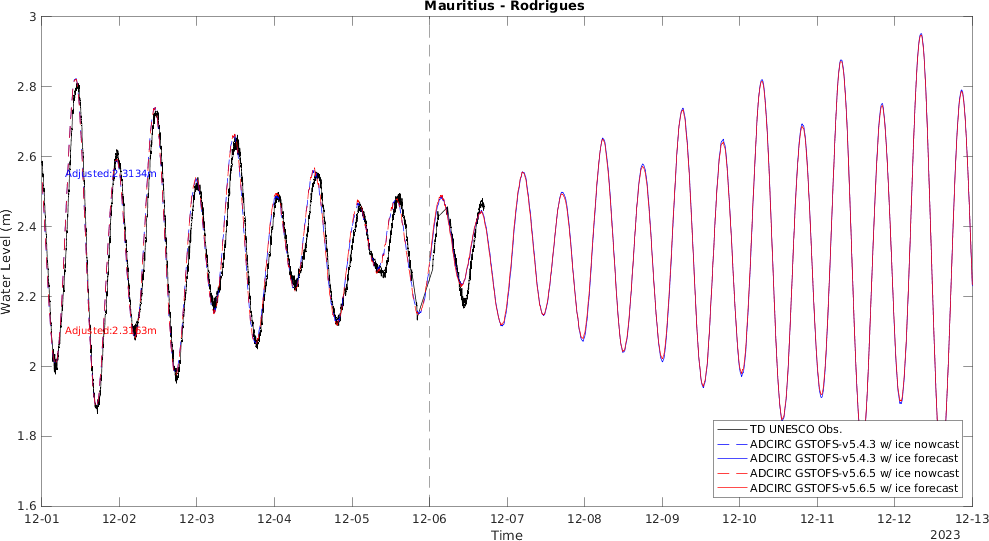 Mauritius - Rodrigues
Water Level (m)
3
2.8
2.6
2.4
2.2
2
1.8
1.6
Adjusted:2.3134m
Adjusted:2.3163m
TD UNESCO Obs.
ADCIRC GSTOFS-v5.4.3 w/ ice nowcast
ADCIRC GSTOFS-v5.4.3 w/ ice forecast
ADCIRC GSTOFS-v5.6.5 w/ ice nowcast
ADCIRC GSTOFS-v5.6.5 w/ ice forecast
12-01 12-02 12-03 12-04 12-05 12-06 12-07 12-08 12-09 12-10 12-11 12-12 12-13
Time
2023